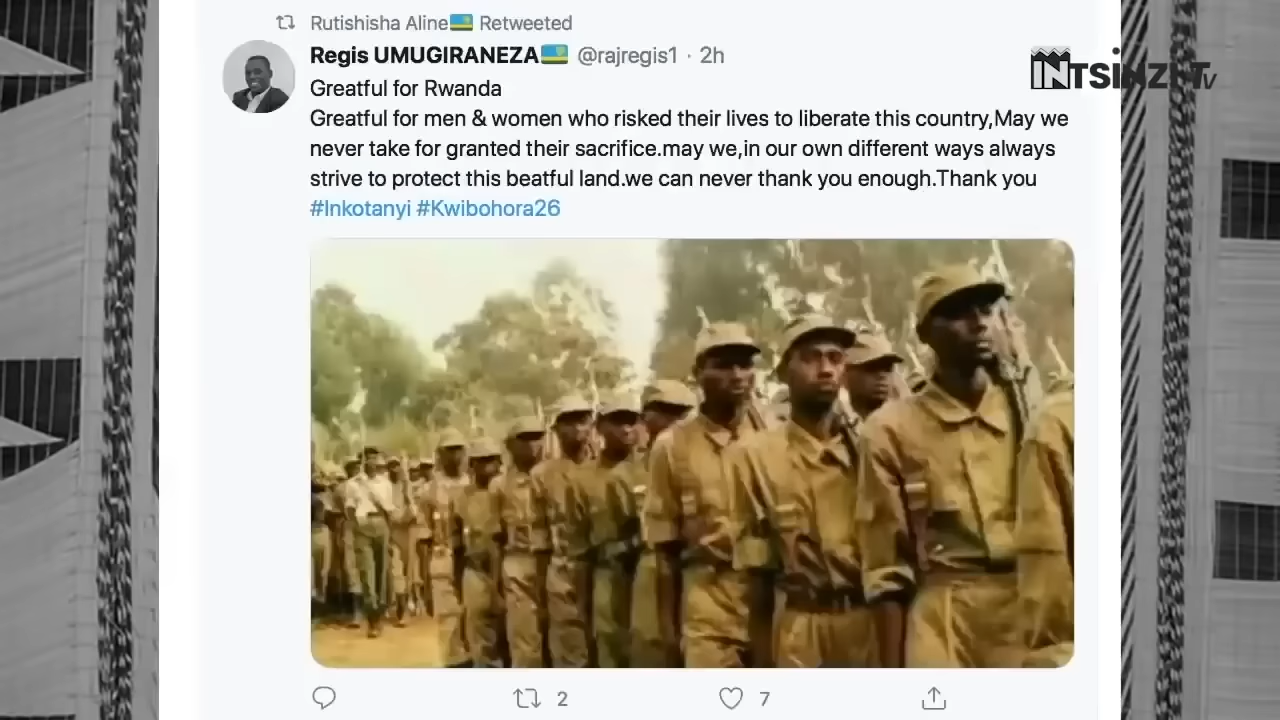 Rutishisha Aline Retweeted
Regis UMUGIRANEZA @rajregis1 · 2h
INTSINZI TV
Greatful for Rwanda
Greatful for men & women who risked their lives to liberate this country,May we
never take for granted their sacrifice.may we,in our own different ways always
strive to protect this beatful land.we can never thank you enough.Thank you
#Inkotanyi #Kwibohora26
2
7